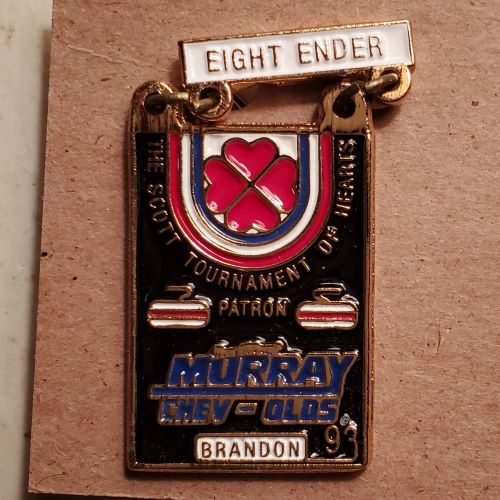 EIGHT ENDER
THE SCOTT TOURNAMENT OF HEARTS
PATRON
MURRAY
CHEV-OLDS
93
BRANDON